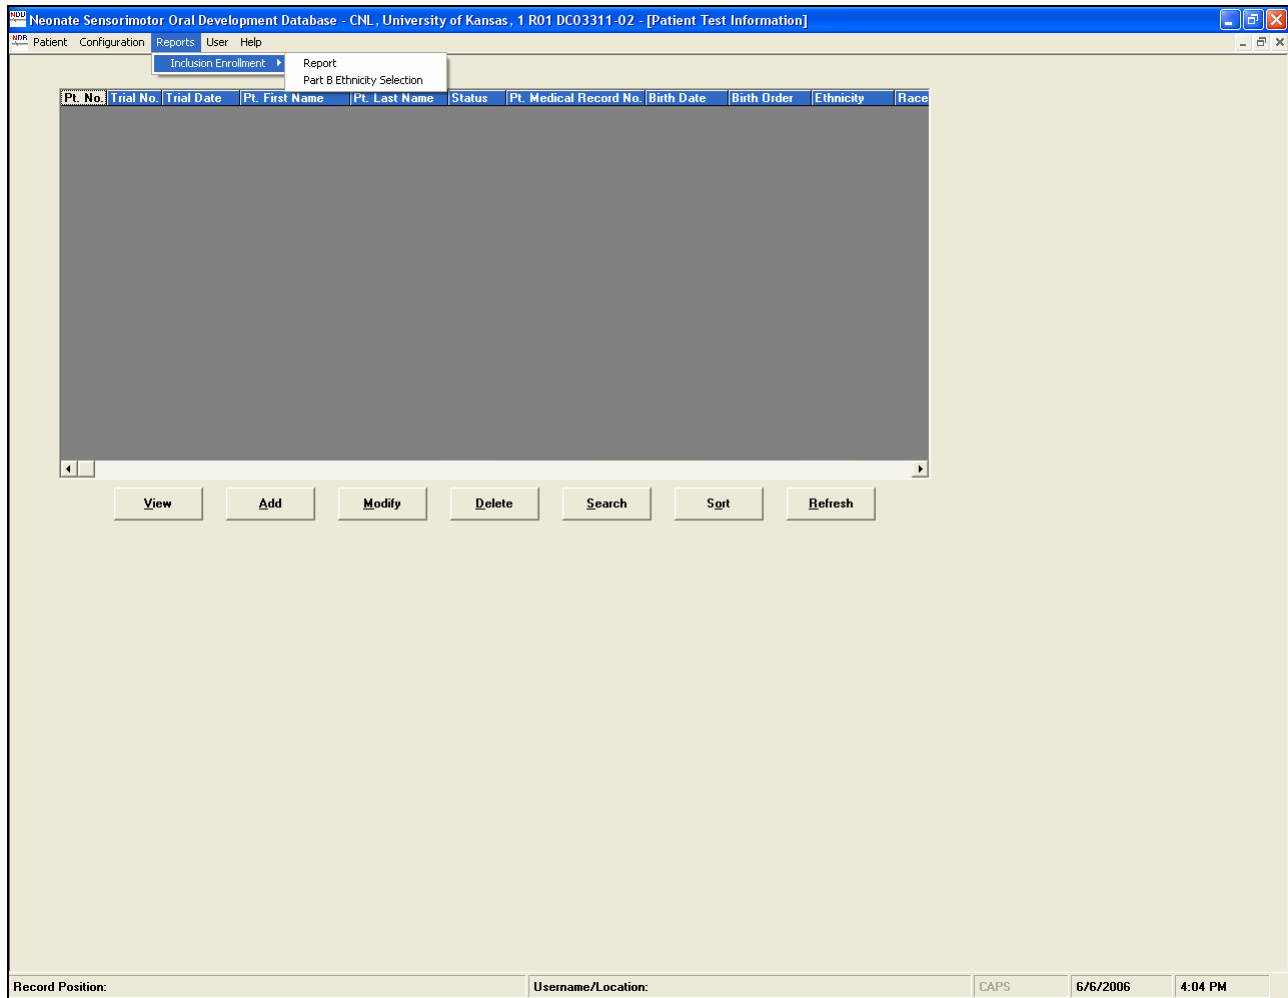 NDU Neonate Sensorimotor Oral Development Database - CNL, University of Kansas, 1 R01 DC03311-02 - [Patient Test Information]
NDR Patient Configuration Reports User Help
Inclusion Enrollment Report
Part B Ethnicity Selection
Pt. No. Trial No. Trial Date Pt. First Name Pt. Last Name Status Pt. Medical Record No. Birth Date Birth Order Ethnicity Race
View Add Modify Delete Search Sort Refresh
Record Position: Username/Location: CAPS 6/6/2006 4:04 PM